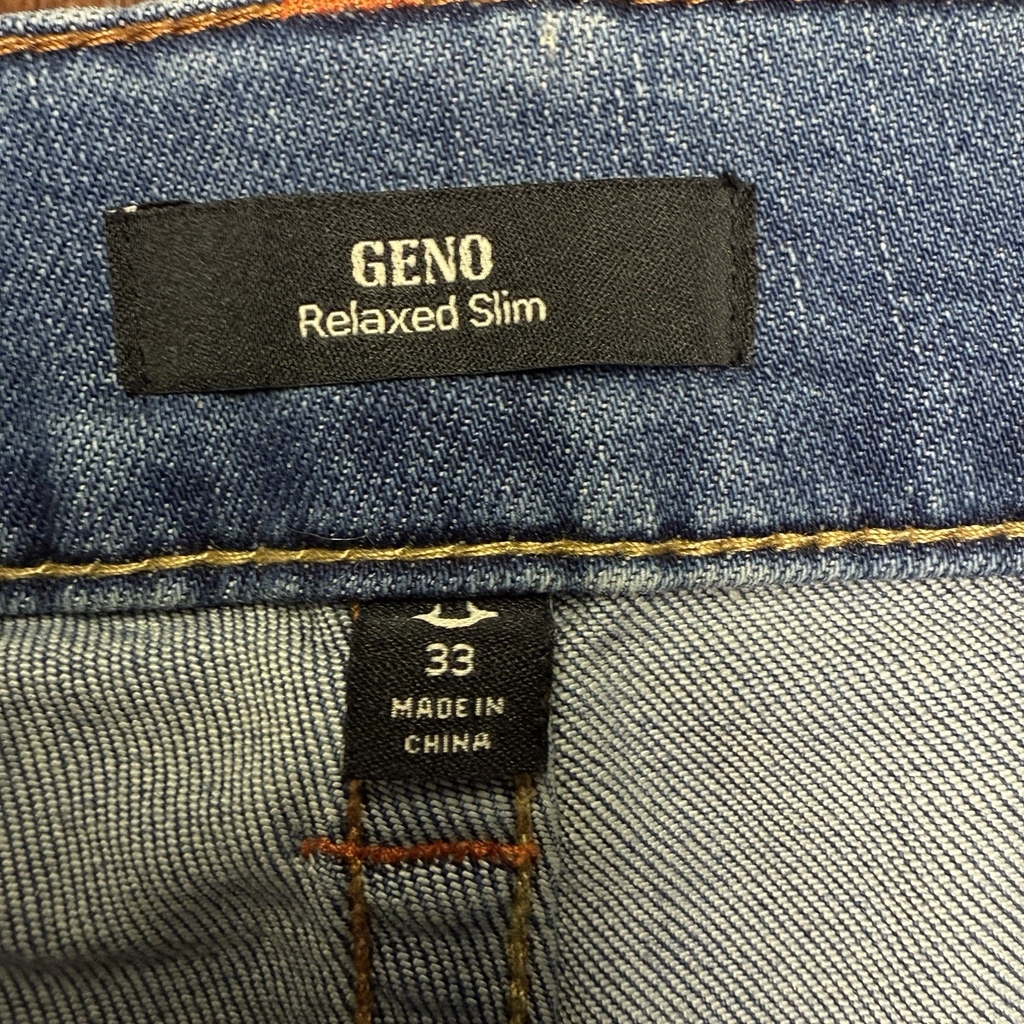 GENO
Relaxed Slim
33
MADE IN
CHINA